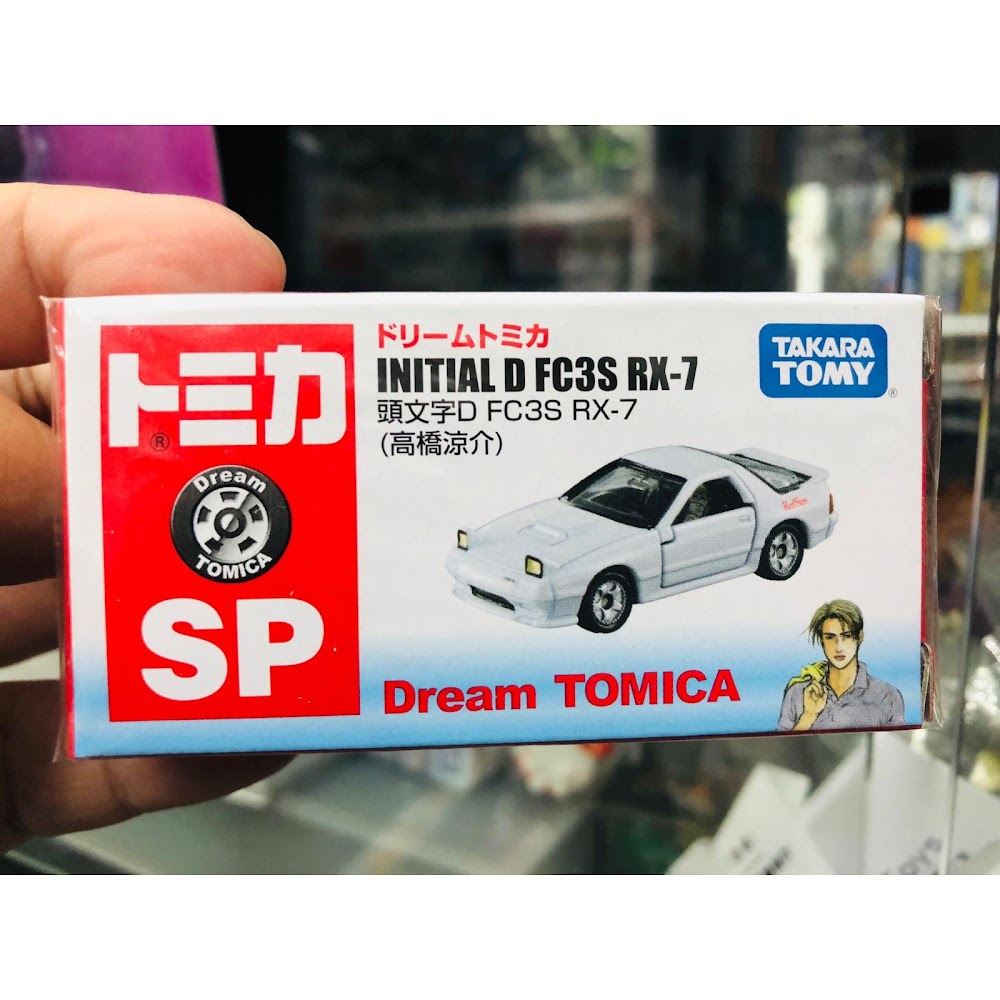 トミカ
®
Dream
TOMICA
SP
ドリームトミカ
INITIAL D FC3S RX-7
頭文字D FC3S RX-7
(高橋涼介)
TAKARA
TOMY
®
RedSuns
Dream TOMICA